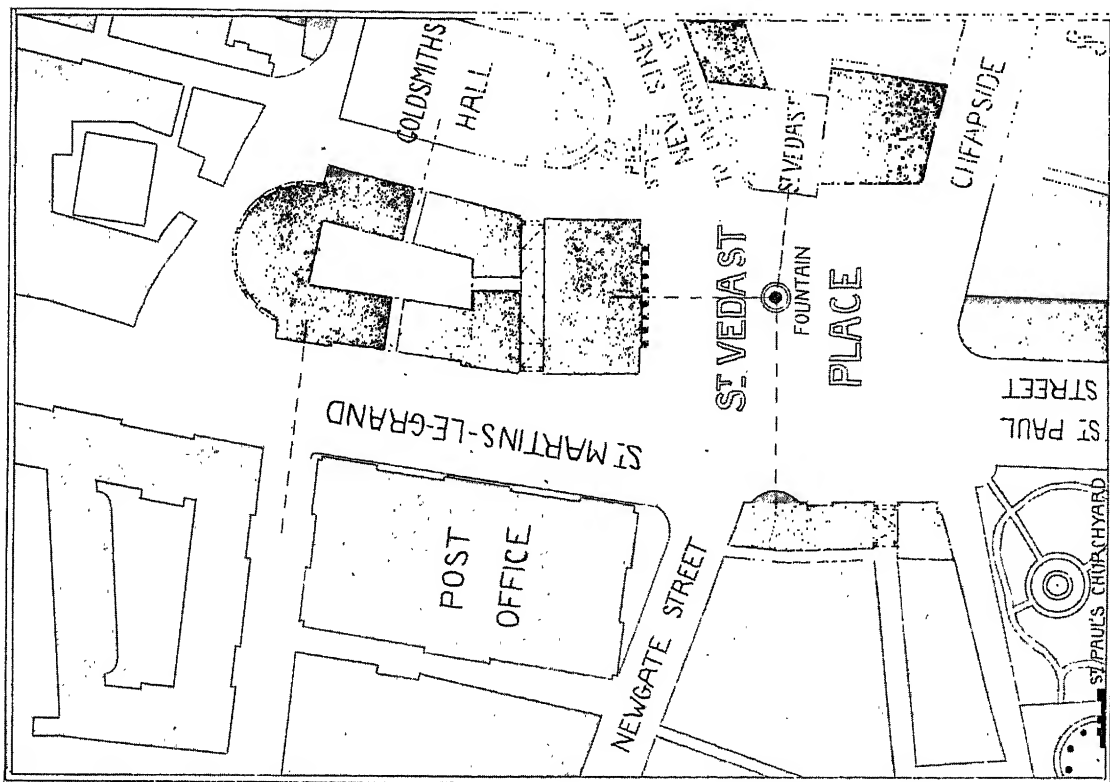 GOLDSMITHS
HALL
NEW STREET
ST VEDAST
CHEAPSIDE
ST VEDAST
PLACE
FOUNTAIN
ST MARTINS-LE-GRAND
ST PAUL
STREET
POST
OFFICE
NEWGATE STREET
ST PAUL'S CHURCHYARD